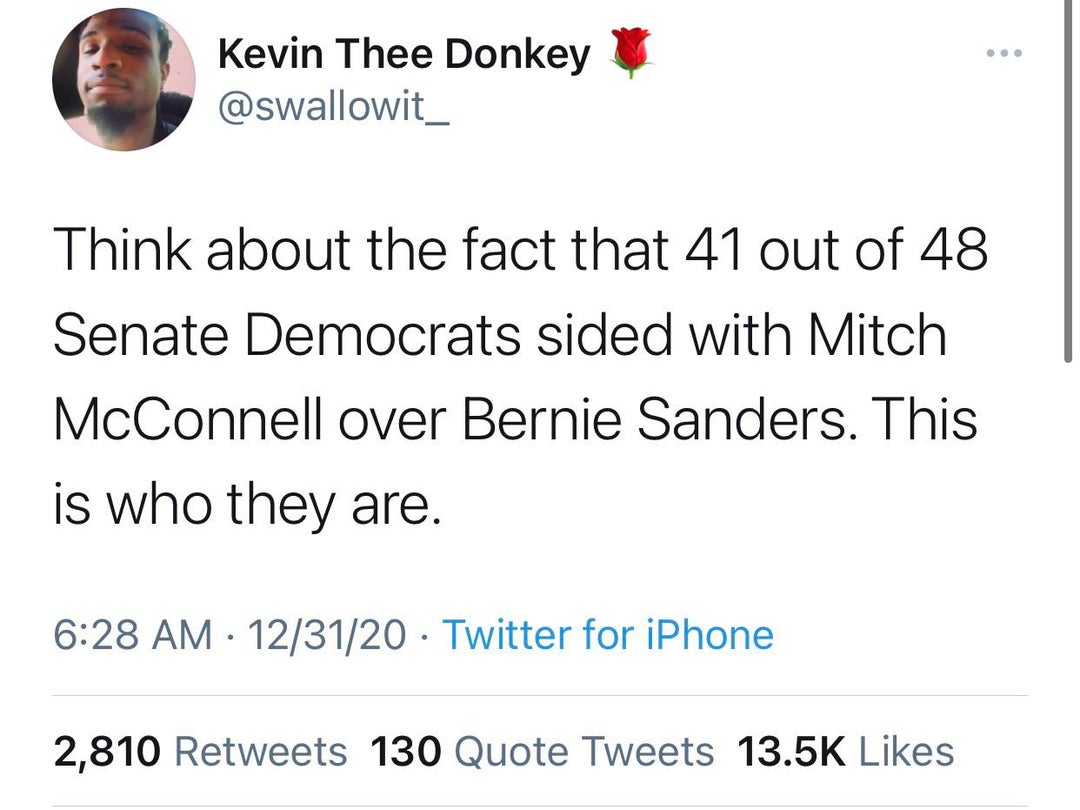 Kevin Thee Donkey 🌹
@swallowit_
Think about the fact that 41 out of 48
Senate Democrats sided with Mitch
McConnell over Bernie Sanders. This
is who they are.
6:28 AM · 12/31/20 · Twitter for iPhone
2,810 Retweets 130 Quote Tweets 13.5K Likes